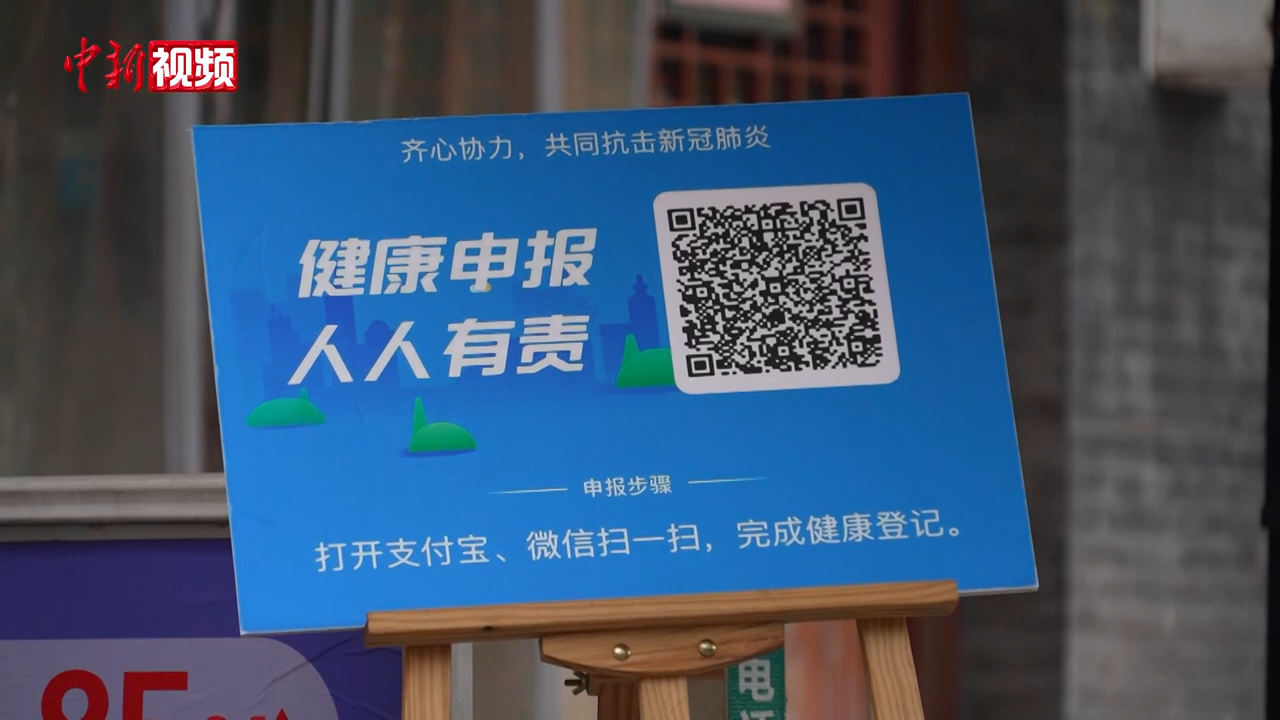 中新视频
齐心协力，共同抗击新冠肺炎
健康申报
人人有责
申报步骤
打开支付宝、微信扫一扫，完成健康登记。
电